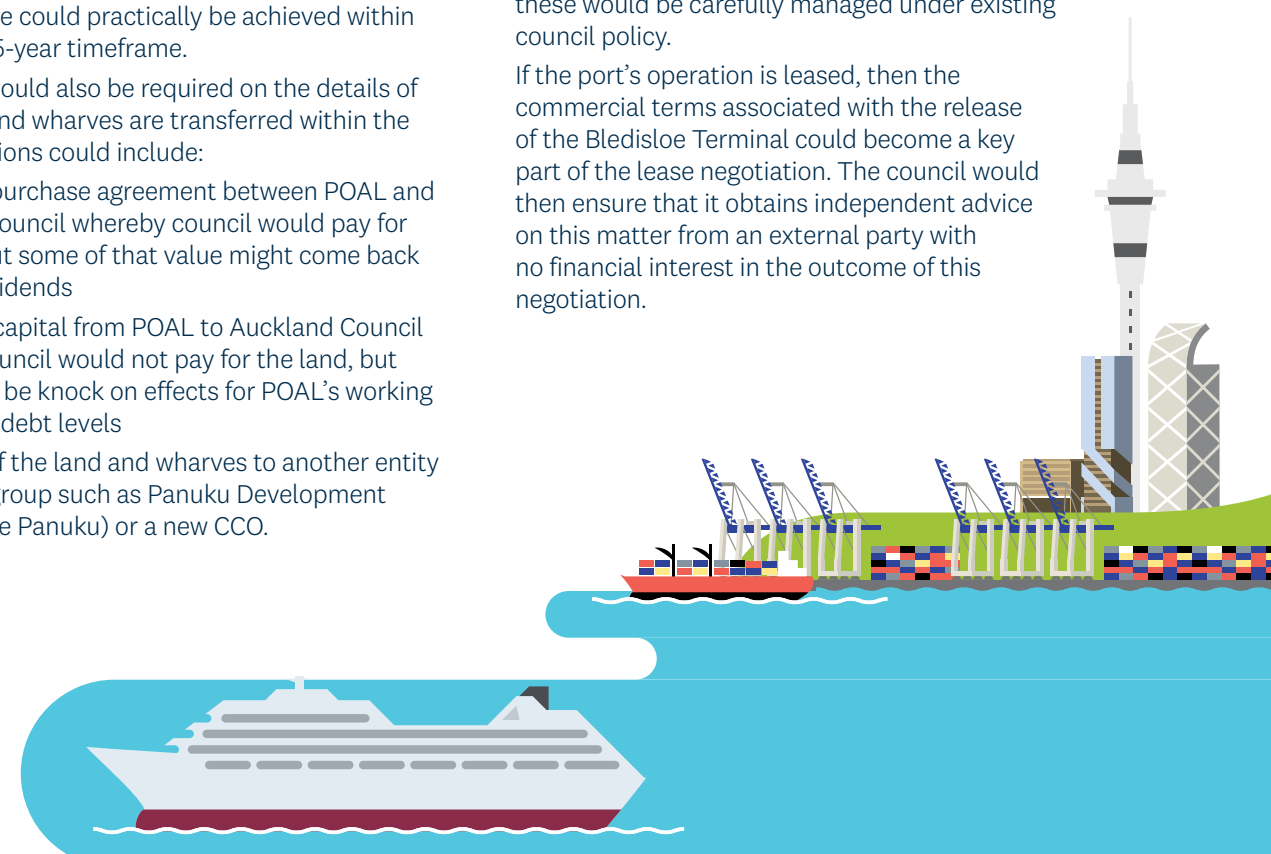 e could practically be achieved within
5-year timeframe.
ould also be required on the details of
nd wharves are transferred within the
ions could include:
purchase agreement between POAL and
ouncil whereby council would pay for
ut some of that value might come back
idends
capital from POAL to Auckland Council
uncil would not pay for the land, but
be knock on effects for POAL’s working
debt levels
f the land and wharves to another entity
group such as Panuku Development
e Panuku) or a new CCO.
these would be carefully managed under existing
council policy.
If the port’s operation is leased, then the
commercial terms associated with the release
of the Bledisloe Terminal could become a key
part of the lease negotiation. The council would
then ensure that it obtains independent advice
on this matter from an external party with
no financial interest in the outcome of this
negotiation.